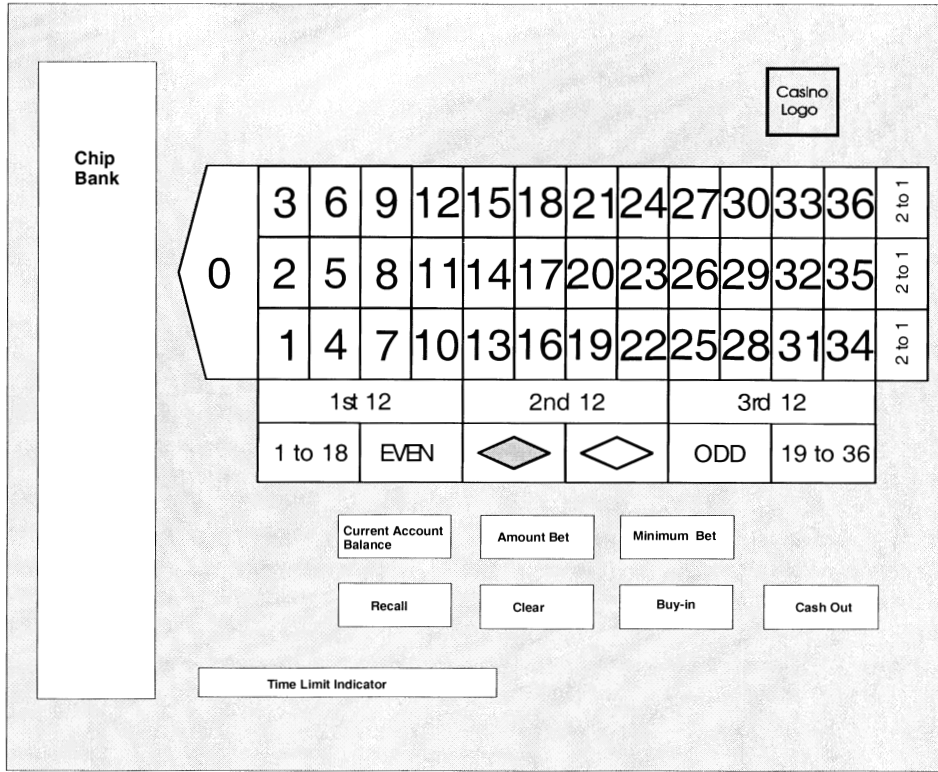 Casino
Logo
Chip
Bank
3 6 9 12 15 18 21 24 27 30 33 36 2 to 1
0 2 5 8 11 14 17 20 23 26 29 32 35 2 to 1
1 4 7 10 13 16 19 22 25 28 31 34 2 to 1
1st 12 2nd 12 3rd 12
1 to 18 EVEN ODD 19 to 36
Current Account
Balance
Amount Bet
Minimum Bet
Recall
Clear
Buy-in
Cash Out
Time Limit Indicator